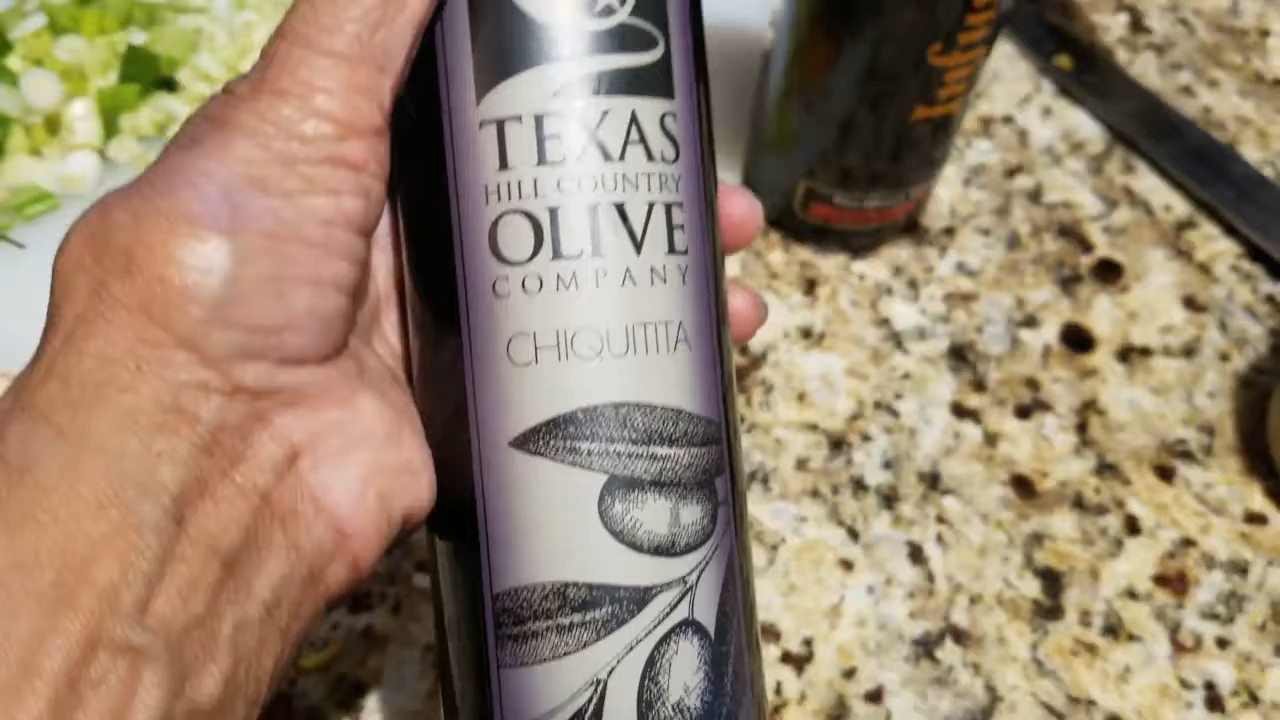 TEXAS
HILL COUNTRY
OLIVE
COMPANY
CHIQUITITA